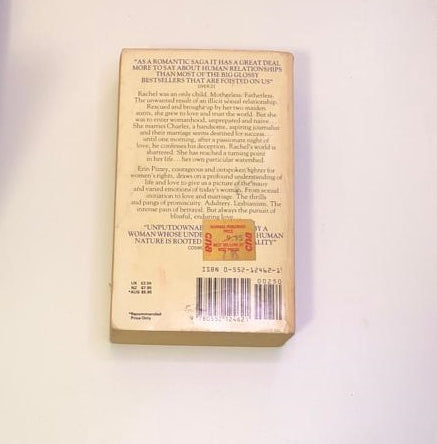 "AS A ROMANTIC SAGA IT HAS A GREAT DEAL
MORE TO SAY ABOUT HUMAN RELATIONSHIPS
THAN MOST OF THE BIG GLOSSY
BESTSELLERS THAT ARE FOISTED ON US"
Rachel was an only child. Motherless. Fatherless.
The unwanted result of an illicit sexual relationship.
Rescued and brought up by her two maiden
aunts, she grew to love and trust the world. But she
was to enter womanhood, unprepared and naive.
She marries Charles, a handsome, aspiring journalist
and their marriage seems destined for success
until one morning, after a passionate night of
love, he confesses his deception. Rachel's world is
shattered. She has reached a turning point
in her life... her own particular watershed.
Erin Pizzey, courageous and outspoken fighter for
women's rights, draws on a profound understanding of
life and love to give us a picture of the many
and varied emotions of today's woman. From sexual
initiation to love and marriage. The thrills
and pangs of promiscuity. Adultery. Lesbianism. The
intense pain of betrayal. But always the pursuit of
blissful, enduring love.
"UNPUTDOWNAB BY A
WOMAN WHOSE UNDE HUMAN
NATURE IS ROOTED ALITY"
ISBN 0-552-12462-1
00250
UK
NZ
*AUS
*Recommended
Price Only
9 780552 124621